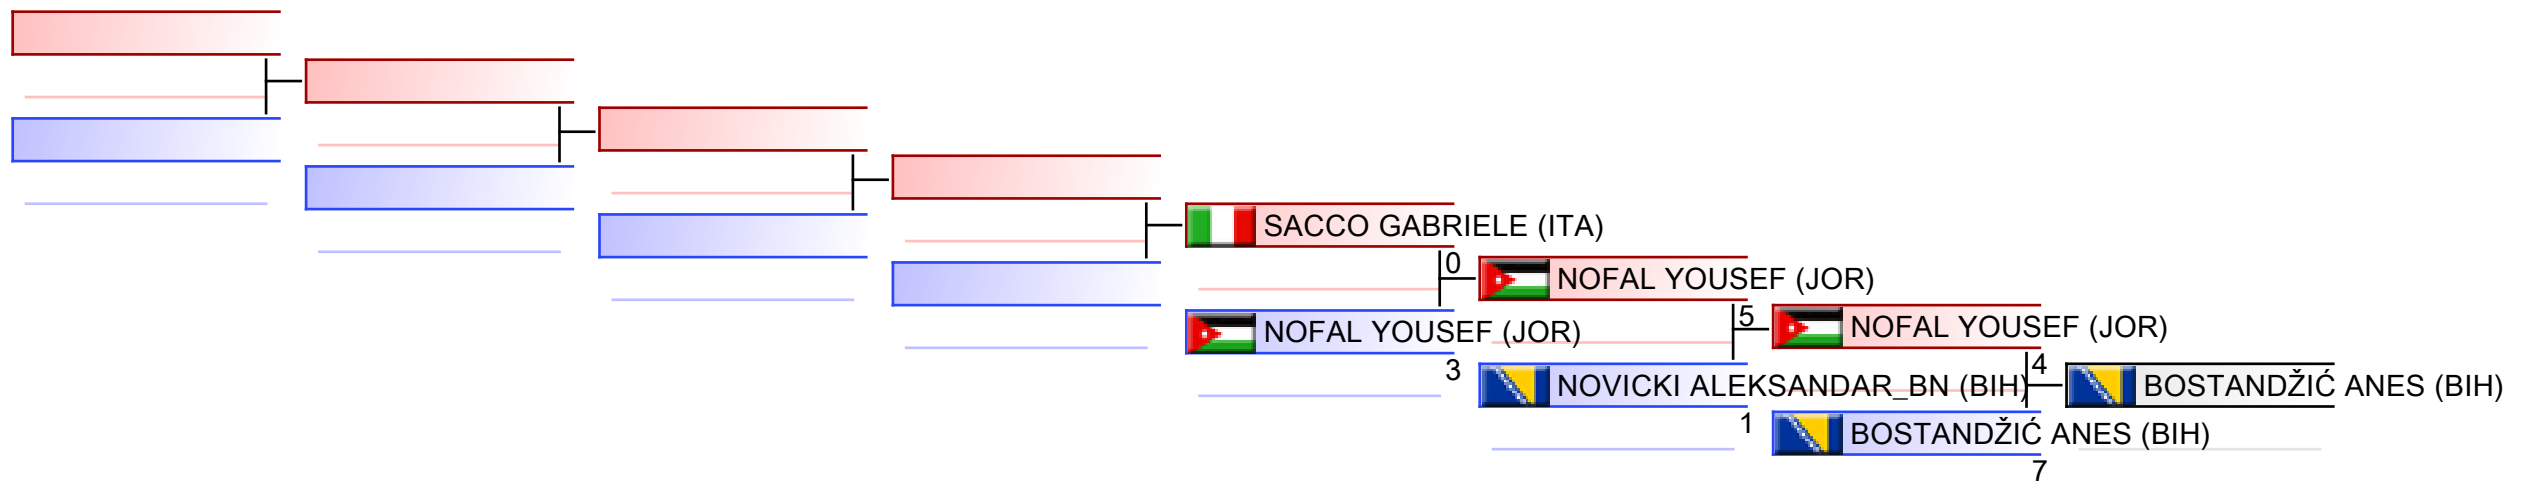 SACCO GABRIELE (ITA)
0
NOFAL YOUSEF (JOR)
3
NOFAL YOUSEF (JOR)
5
NOVICKI ALEKSANDAR_BN (BIH)
1
NOFAL YOUSEF (JOR)
4
BOSTANDŽIĆ ANES (BIH)
7
BOSTANDŽIĆ ANES (BIH)